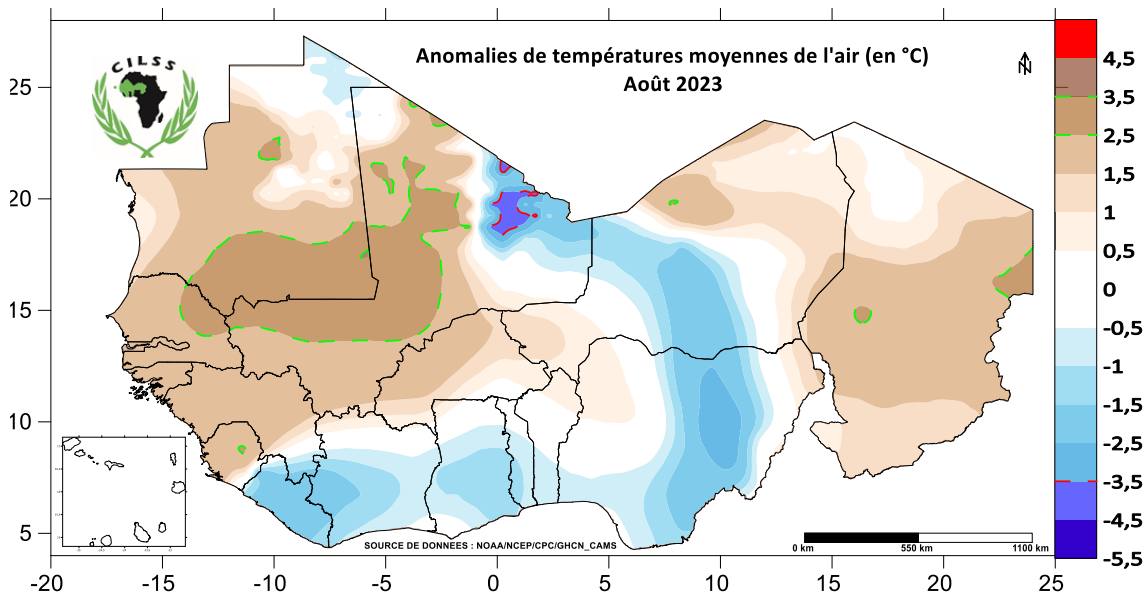 Anomalies de températures moyennes de l'air (en °C)
Août 2023
CILSS
N
25
20
15
10
5
-20 -15 -10 -5 0 5 10 15 20 25
4,5
3,5
2,5
1,5
1
0,5
0
-0,5
-1
-1,5
-2,5
-3,5
-4,5
-5,5
SOURCE DE DONNEES : NOAA/NCEP/CPC/GHCN_CAMS
0 km 550 km 1100 km